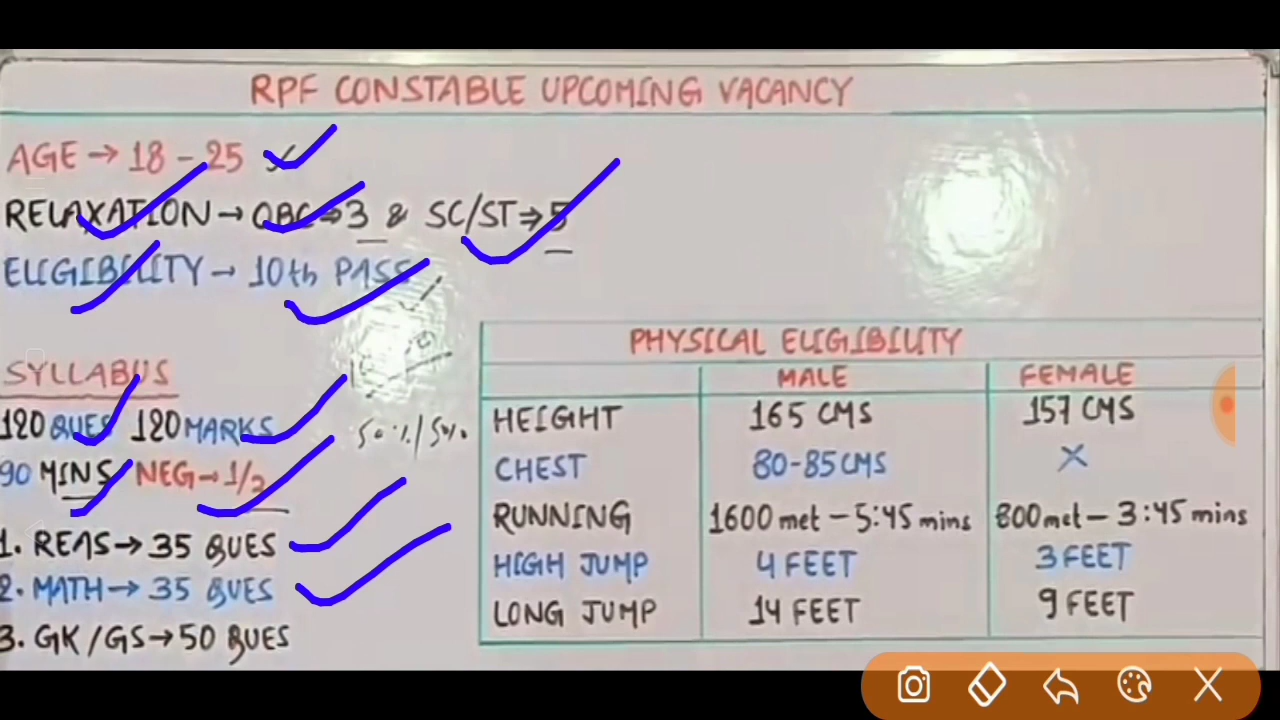 RPF CONSTABLE UPCOMING VACANCY
AGE → 18 - 25
RELAXATION → OBC ⇒ 3 & SC/ST ⇒ 5
ELIGIBILITY → 10th PASS
SYLLABUS
120 QUES 120 MARKS
90 MINS NEG → 1/2
1. REAS → 35 QUES
2. MATH → 35 QUES
3. GK/GS → 50 QUES
PHYSICAL ELIGIBILITY
MALE FEMALE
HEIGHT 165 CMS 157 CMS
CHEST 80-85 CMS X
RUNNING 1600 met - 5:45 mins 800 met - 3:45 mins
HIGH JUMP 4 FEET 3 FEET
LONG JUMP 14 FEET 9 FEET